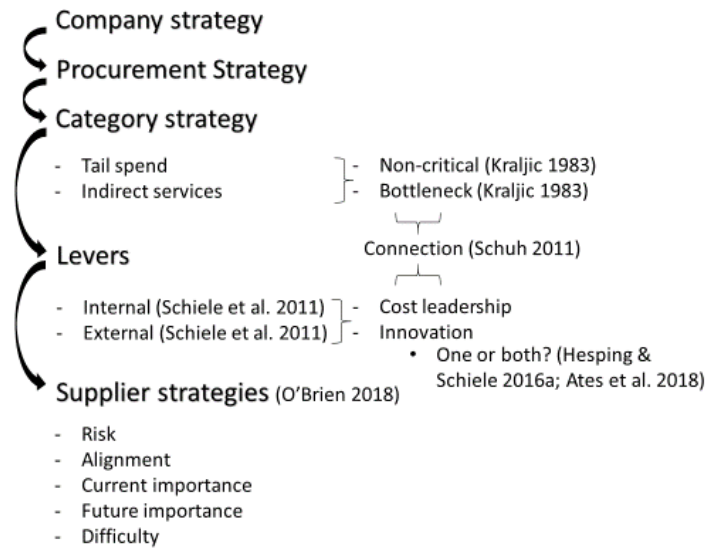 Company strategy
Procurement Strategy
Category strategy
- Tail spend
- Indirect services
- Non-critical (Kraljic 1983)
- Bottleneck (Kraljic 1983)
Connection (Schuh 2011)
Levers
- Internal (Schiele et al. 2011)
- External (Schiele et al. 2011)
- Cost leadership
- Innovation
• One or both? (Hesping &
Schiele 2016a; Ates et al. 2018)
Supplier strategies (O’Brien 2018)
- Risk
- Alignment
- Current importance
- Future importance
- Difficulty